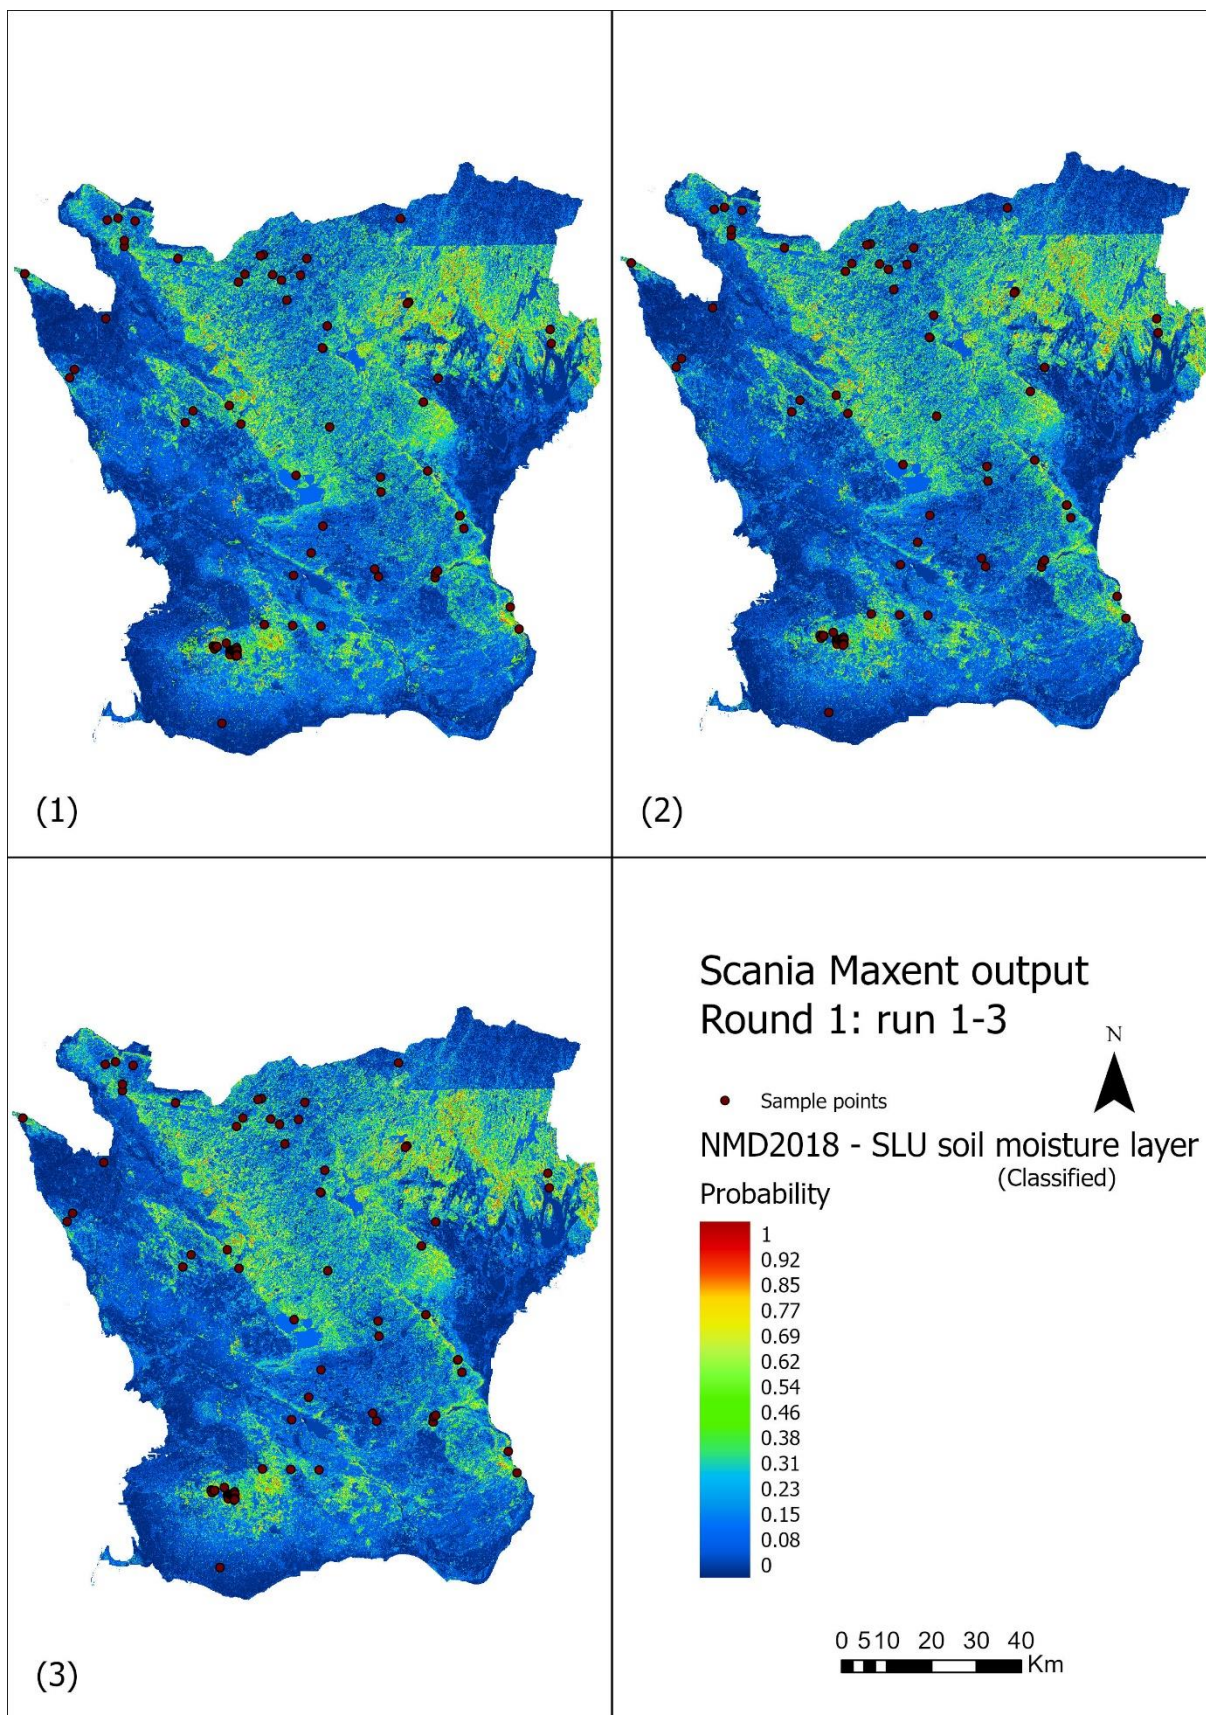 (1)
(2)
(3)
Scania Maxent output
Round 1: run 1-3
N
Sample points
NMD2018 - SLU soil moisture layer
(Classified)
Probability
1
0.92
0.85
0.77
0.69
0.62
0.54
0.46
0.38
0.31
0.23
0.15
0.08
0
0 5 10 20 30 40
Km